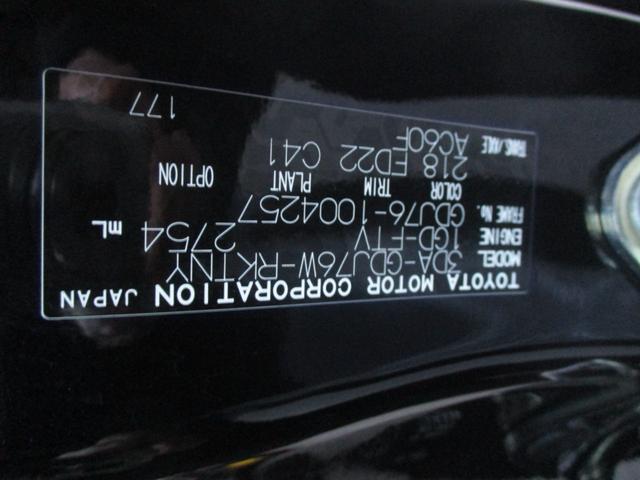 TOYOTA MOTOR CORPORATION JAPAN
MODEL 3DA-GDJ76W-RKTNY
ENGINE 1GD-FTV 2754 mL
FRAME No. GDJ76-1004257
COLOR TRIM PLANT OPTION
218 ED22 C41
TRANS/AXLE AC60F
177